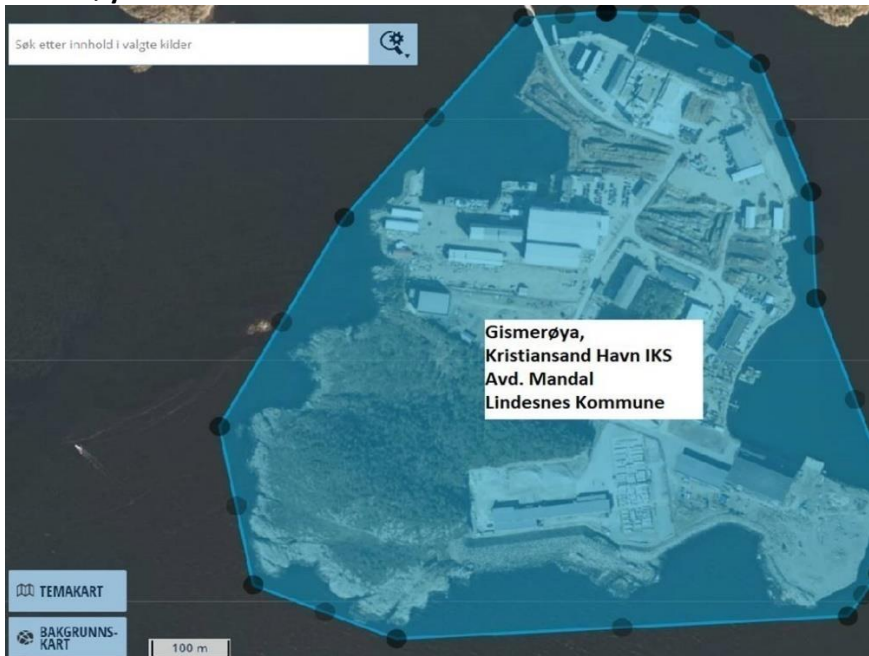 Søk etter innhold i valgte kilder
Gismerøya,
Kristiansand Havn IKS
Avd. Mandal
Lindesnes Kommune
TEMAKART
BAKGRUNNS-
KART
100 m